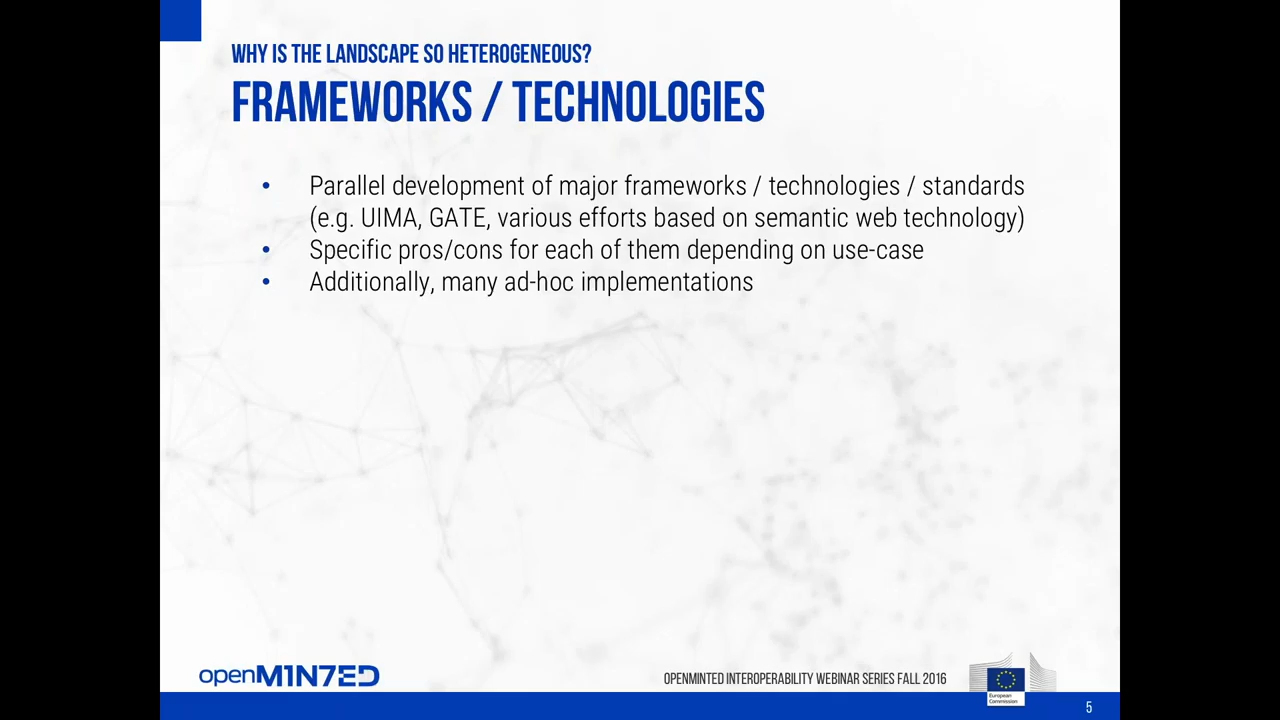 WHY IS THE LANDSCAPE SO HETEROGENEOUS?
FRAMEWORKS / TECHNOLOGIES
• Parallel development of major frameworks / technologies / standards
(e.g. UIMA, GATE, various efforts based on semantic web technology)
• Specific pros/cons for each of them depending on use-case
• Additionally, many ad-hoc implementations
openM1N7ED
OPENMINTED INTEROPERABILITY WEBINAR SERIES FALL 2016
European
Commission
5